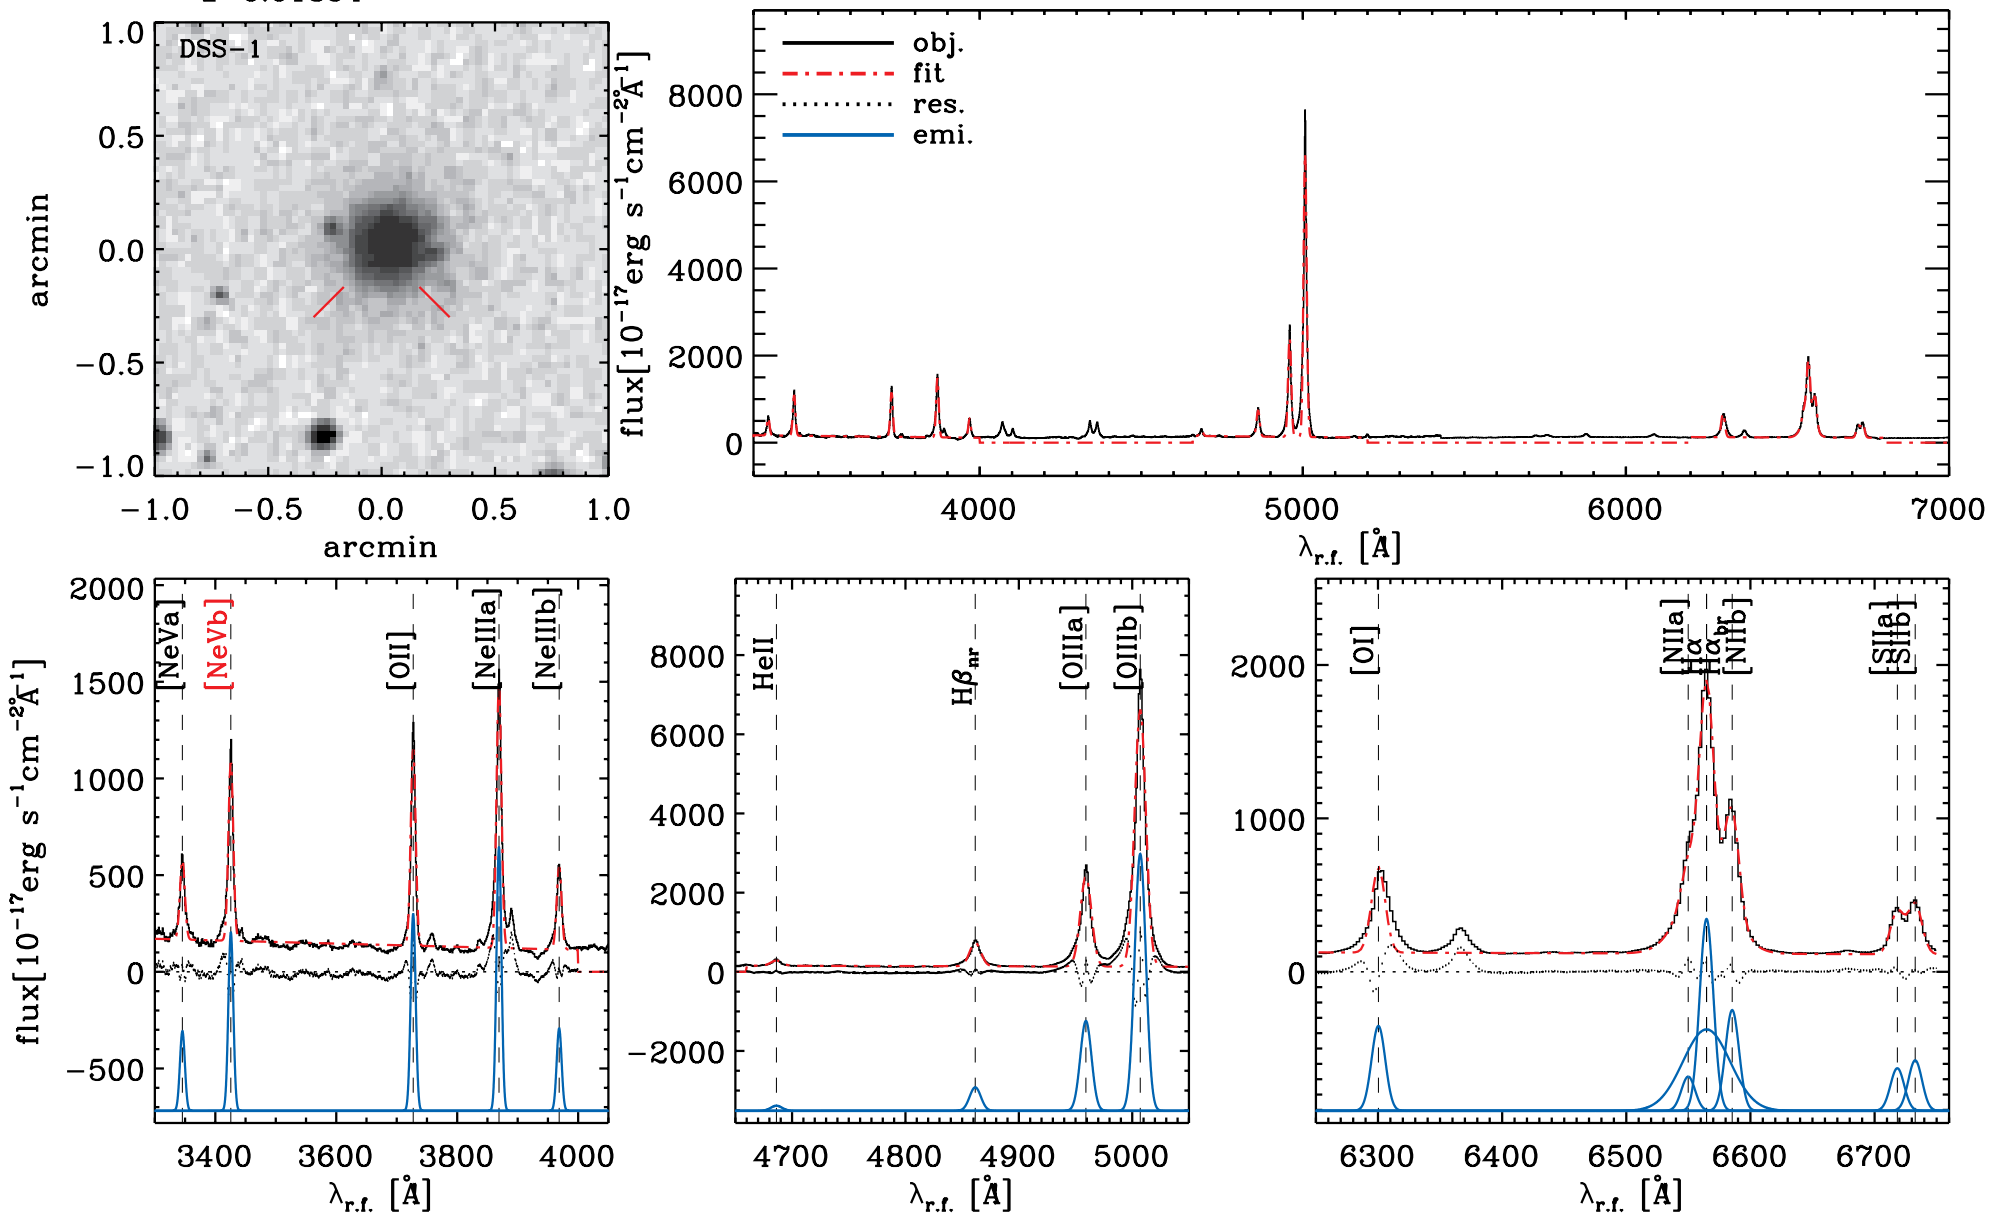 DSS-1
1.0
0.5
0.0
-0.5
-1.0
-1.0 -0.5 0.0 0.5 1.0
arcmin
arcmin
obj.
fit
res.
emi.
8000
6000
4000
2000
0
4000 5000 6000 7000
λr.f. [Å]
flux[10⁻¹⁷erg s⁻¹cm⁻²Å⁻¹]
[NeVa]
[NeVb]
[OII]
[NeIIIa]
[NeIIIb]
2000
1500
1000
500
0
-500
3400 3600 3800 4000
λr.f. [Å]
flux[10⁻¹⁷erg s⁻¹cm⁻²Å⁻¹]
HeII
Hβnr
[OIIIa]
[OIIIb]
8000
6000
4000
2000
0
-2000
4700 4800 4900 5000
λr.f. [Å]
[OI]
[NIIa]
Hα
Hαbr
[NIIb]
[SIIa]
[SIIb]
2000
1000
0
6300 6400 6500 6600 6700
λr.f. [Å]